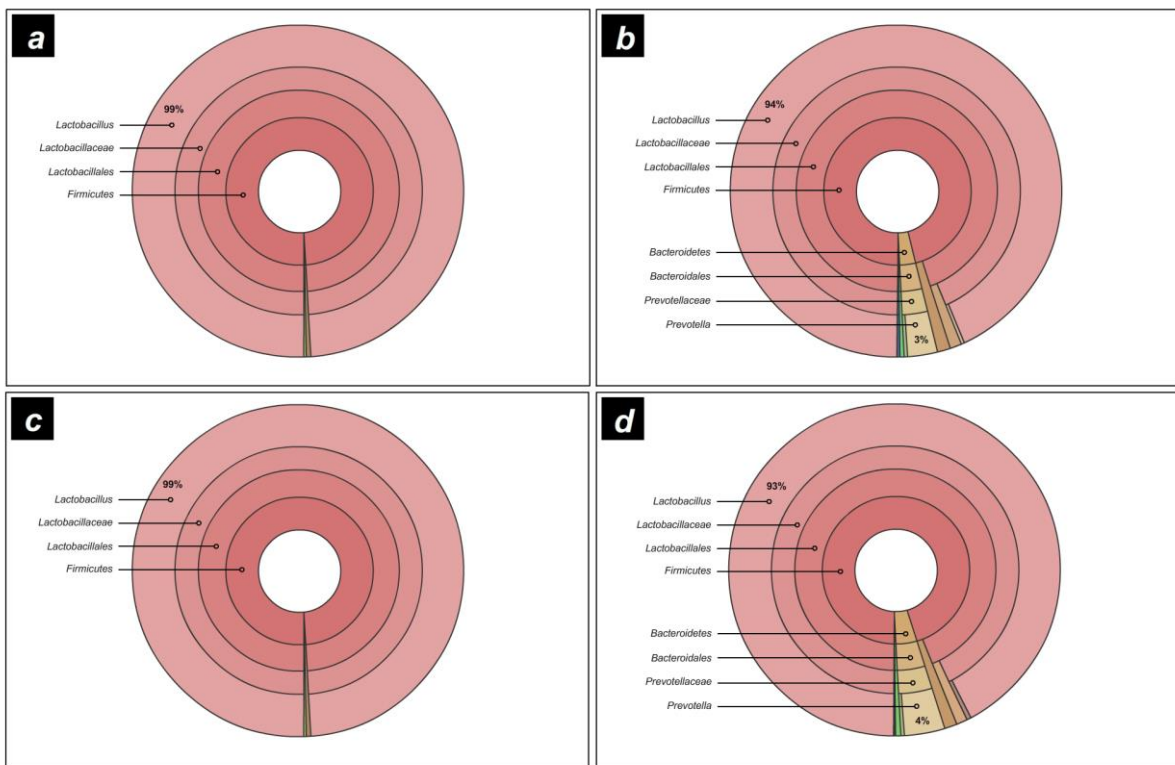 a
99%
Lactobacillus
Lactobacillaceae
Lactobacillales
Firmicutes
b
94%
Lactobacillus
Lactobacillaceae
Lactobacillales
Firmicutes
Bacteroidetes
Bacteroidales
Prevotellaceae
Prevotella
3%
c
99%
Lactobacillus
Lactobacillaceae
Lactobacillales
Firmicutes
d
93%
Lactobacillus
Lactobacillaceae
Lactobacillales
Firmicutes
Bacteroidetes
Bacteroidales
Prevotellaceae
Prevotella
4%